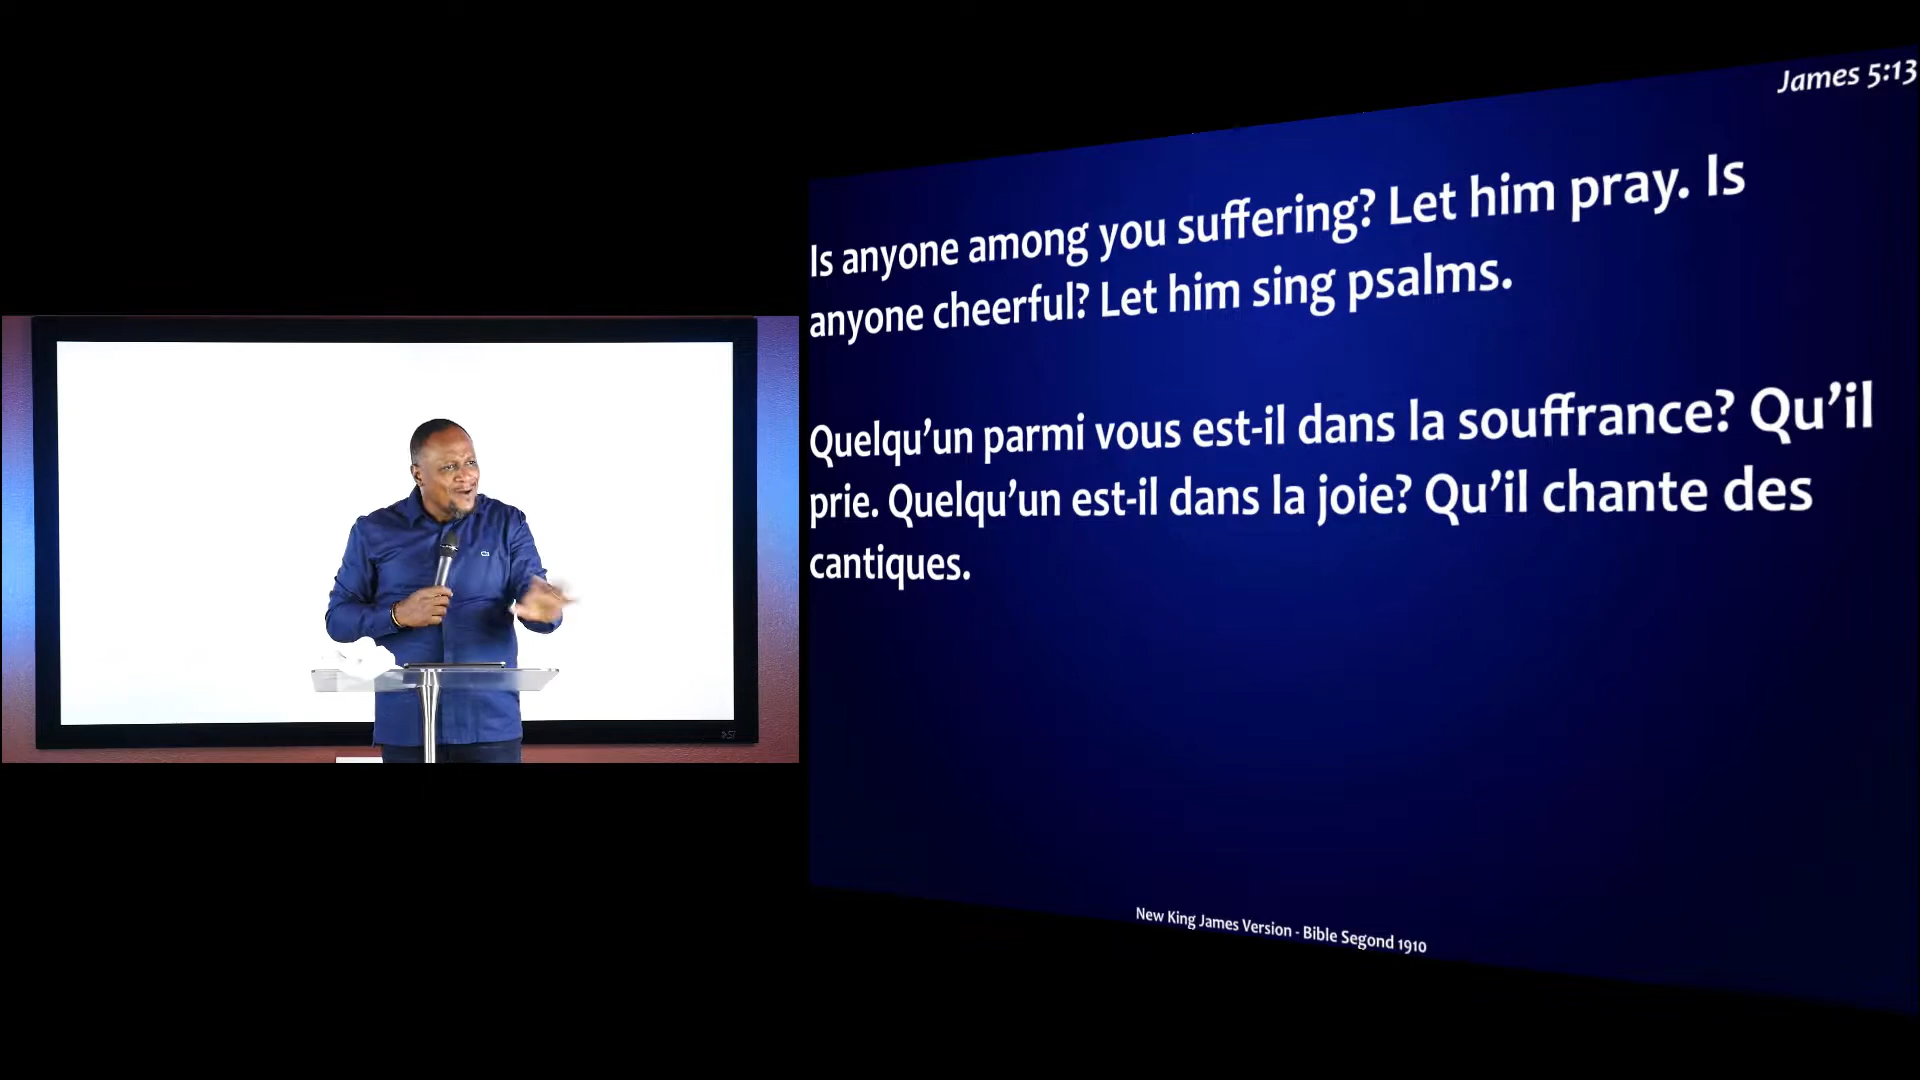 James 5:13
Is anyone among you suffering? Let him pray. Is
anyone cheerful? Let him sing psalms.
Quelqu’un parmi vous est-il dans la souffrance? Qu’il
prie. Quelqu’un est-il dans la joie? Qu’il chante des
cantiques.
New King James Version - Bible Segond 1910